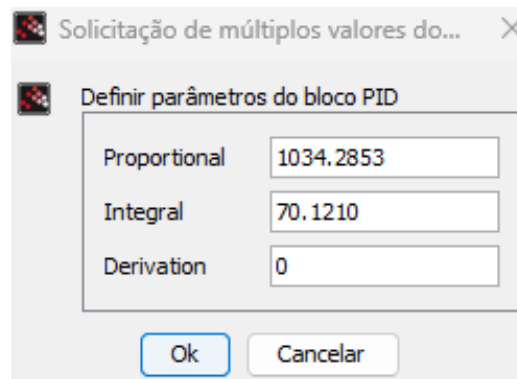 Solicitação de múltiplos valores do...
Definir parâmetros do bloco PID
Proportional 1034.2853
Integral 70.1210
Derivation 0
Ok Cancelar